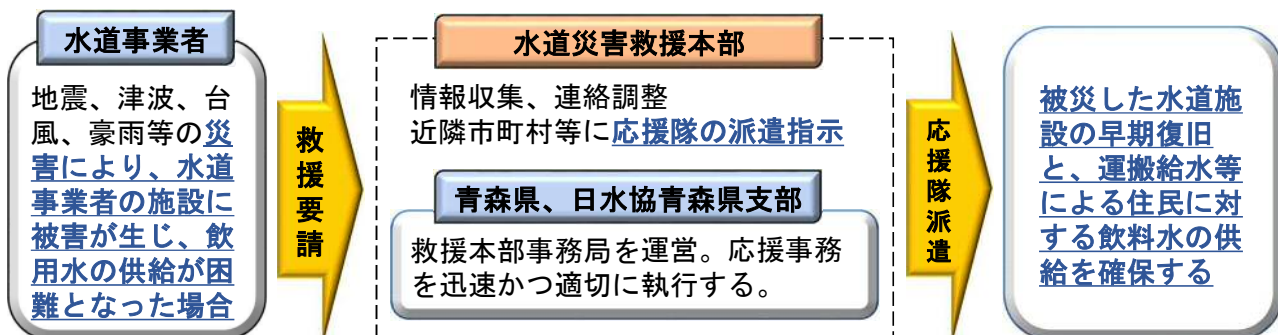 水道事業者
地震、津波、台
風、豪雨等の災
害により、水道
事業者の施設に
被害が生じ、飲
用水の供給が困
難となった場合
救援要請
水道災害救援本部
情報収集、連絡調整
近隣市町村等に応援隊の派遣指示
青森県、日水協青森県支部
救援本部事務局を運営。応援事務
を迅速かつ適切に執行する。
応援隊派遣
被災した水道施
設の早期復旧
と、運搬給水等
による住民に対
する飲料水の供
給を確保する